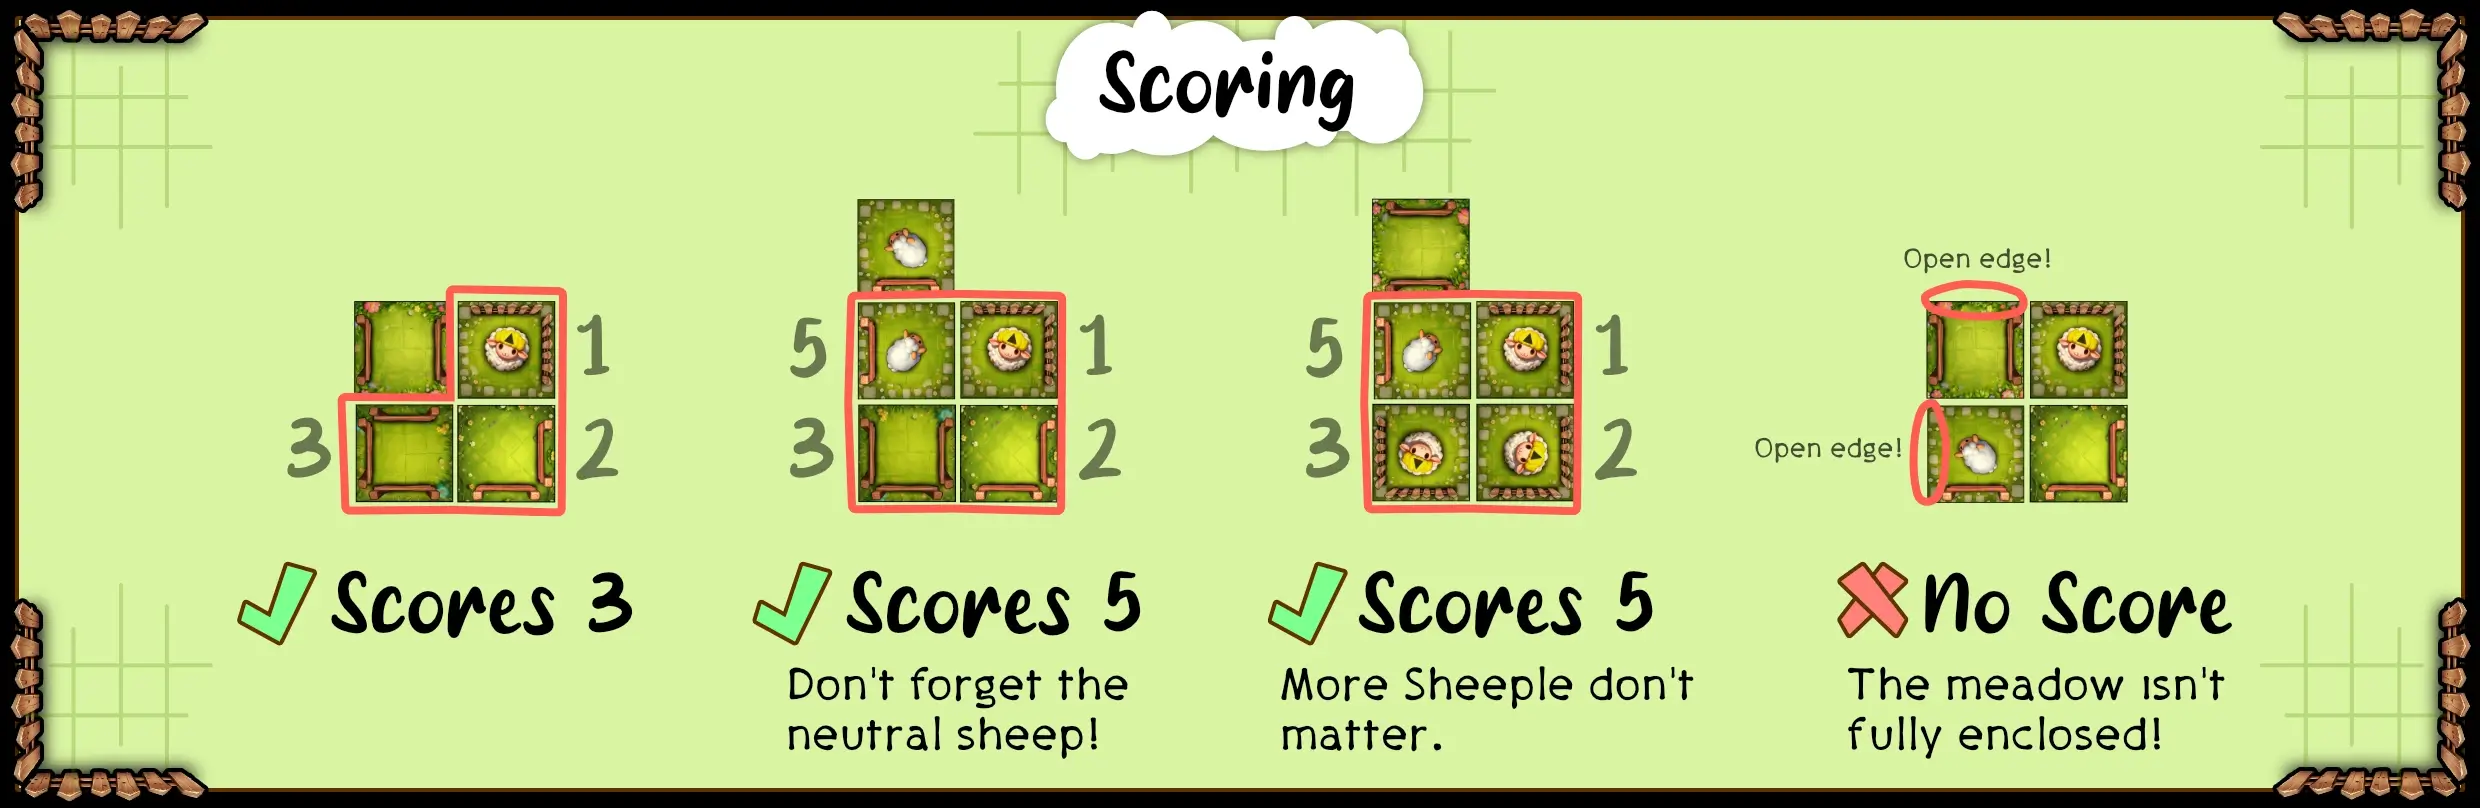 Scoring
1
3
2
5
1
3
2
5
1
3
2
Open edge!
Open edge!
Scores 3
Scores 5
Don't forget the
neutral sheep!
Scores 5
More Sheeple don't
matter.
No Score
The meadow isn't
fully enclosed!